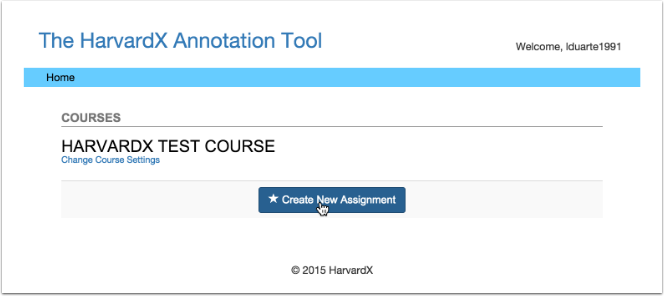 The HarvardX Annotation Tool
Welcome, lduarte1991
Home
COURSES
HARVARDX TEST COURSE
Change Course Settings
★ Create New Assignment
© 2015 HarvardX